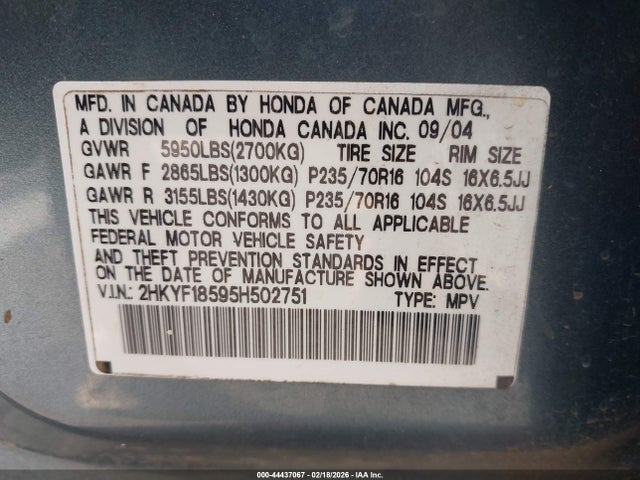 MFD. IN CANADA BY HONDA OF CANADA MFG.,
A DIVISION OF HONDA CANADA INC. 09/04
GVWR 5950LBS(2700KG) TIRE SIZE RIM SIZE
GAWR F 2865LBS(1300KG) P235/70R16 104S 16X6.5JJ
GAWR R 3155LBS(1430KG) P235/70R16 104S 16X6.5JJ
THIS VEHICLE CONFORMS TO ALL APPLICABLE
FEDERAL MOTOR VEHICLE SAFETY
AND THEFT PREVENTION STANDARDS IN EFFECT
ON THE DATE OF MANUFACTURE SHOWN ABOVE.
V.I.N.: 2HKYF18595H502751 TYPE: MPV
000-44437067 - 02/18/2026 - IAA Inc.